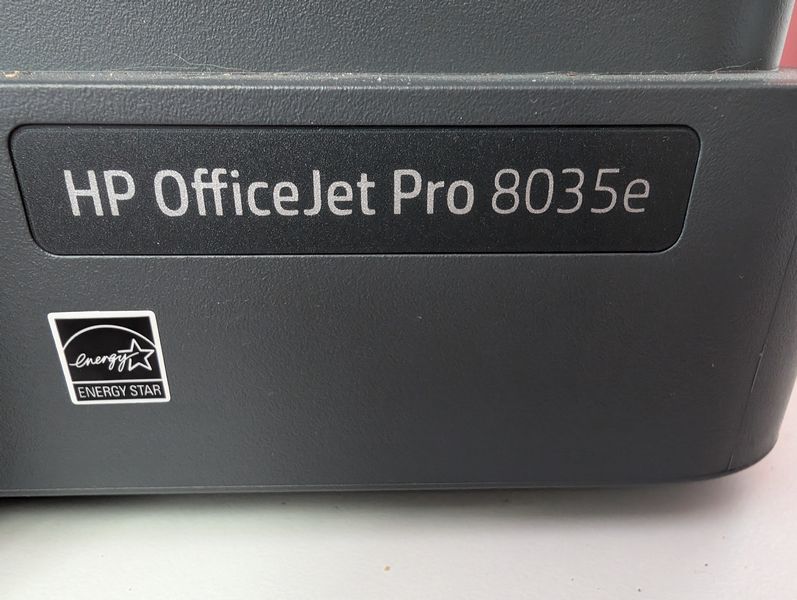 HP OfficeJet Pro 8035e
energy
ENERGY STAR